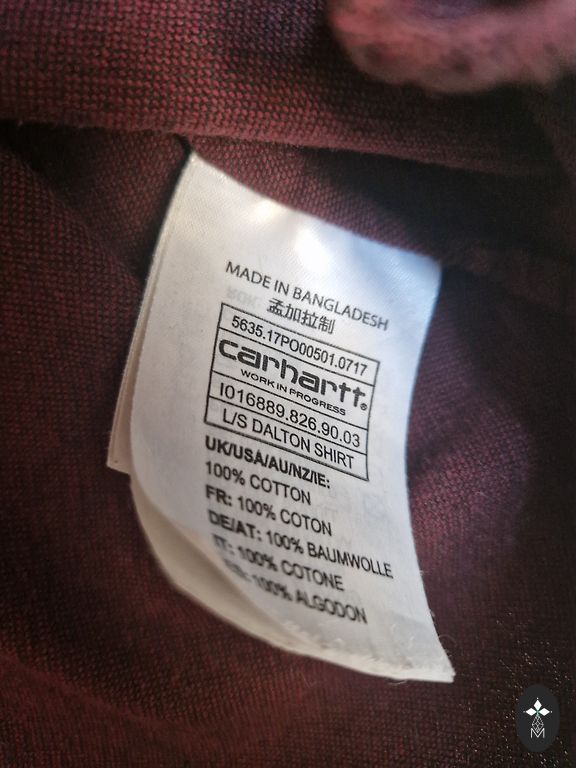 MADE IN BANGLADESH
孟加拉制
5635.17PO00501.0717
carhartt®
WORK IN PROGRESS
I016889.826.90.03
L/S DALTON SHIRT
UK/USA/AU/NZ/IE:
100% COTTON
FR: 100% COTON
DE/AT: 100% BAUMWOLLE
IT: 100% COTONE
100% ALGODON
M